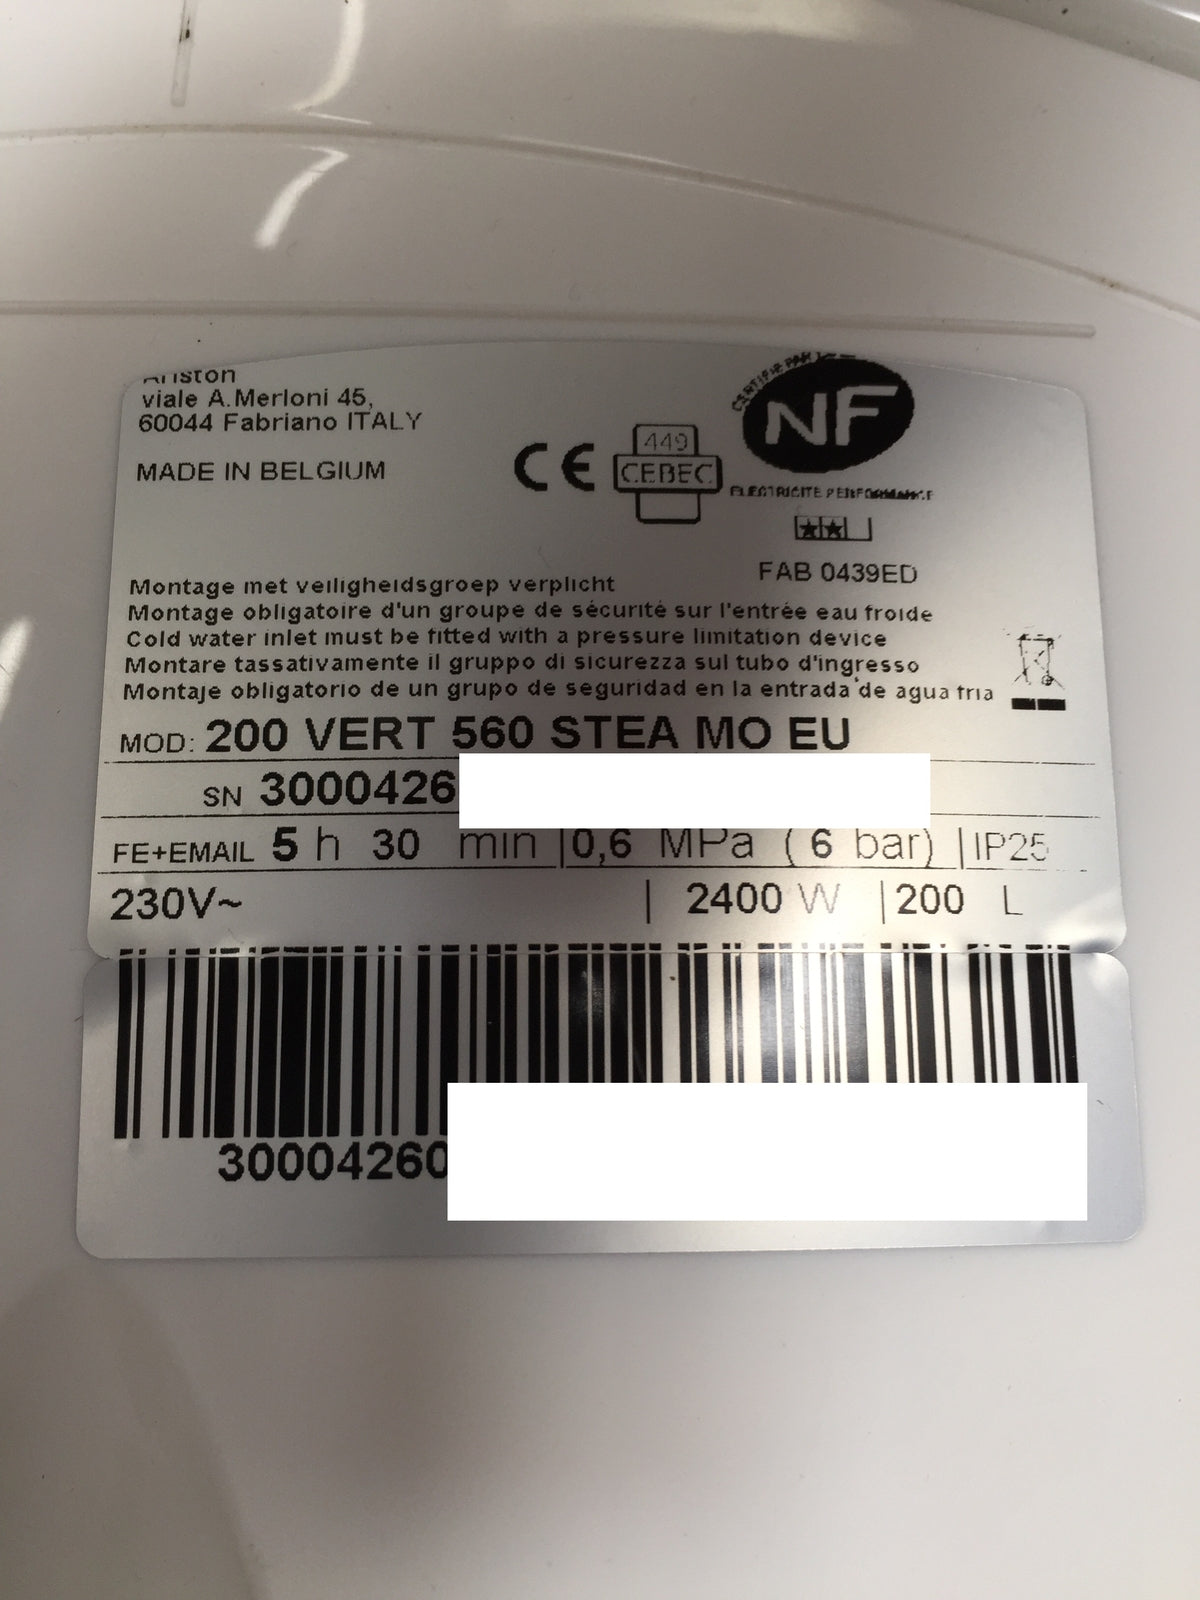 Ariston
viale A.Merloni 45,
60044 Fabriano ITALY
MADE IN BELGIUM
CE
449
CEBEC
CERTIFIE PAR
NF
ELECTRICITE PERFORMANCE
FAB 0439ED
Montage met veiligheidsgroep verplicht
Montage obligatoire d'un groupe de sécurité sur l'entrée eau froide
Cold water inlet must be fitted with a pressure limitation device
Montare tassativamente il gruppo di sicurezza sul tubo d'ingresso
Montaje obligatorio de un grupo de seguridad en la entrada de agua fria
MOD: 200 VERT 560 STEA MO EU
SN 3000426
FE+EMAIL 5 h 30 min |0,6 MPa ( 6 bar) |IP25
230V~ | 2400 W |200 L
30004260